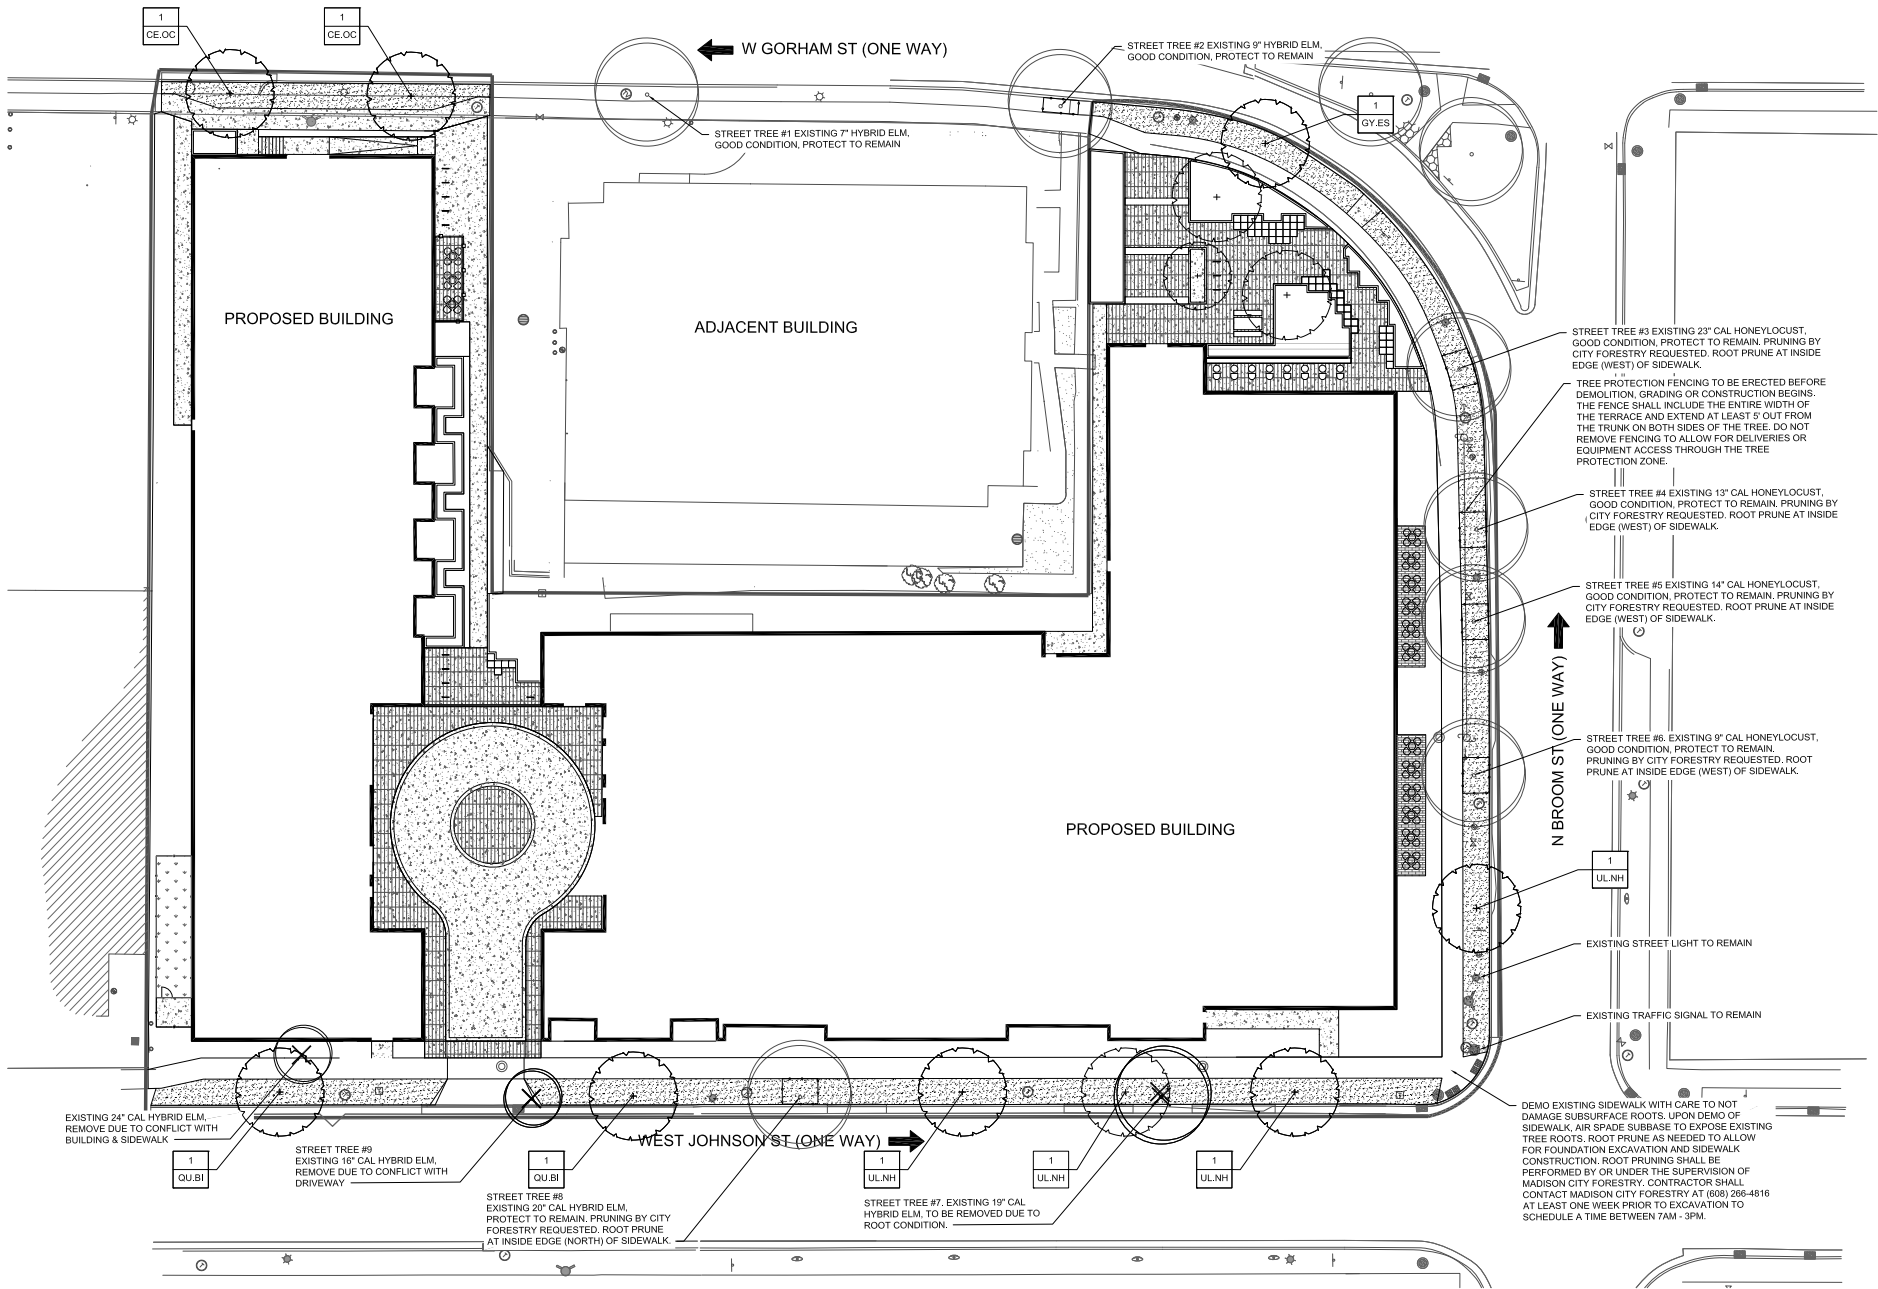 1
CE.OC
1
CE.OC
W GORHAM ST (ONE WAY)
STREET TREE #2 EXISTING 9" HYBRID ELM,
GOOD CONDITION, PROTECT TO REMAIN
1
GY.ES
STREET TREE #1 EXISTING 7" HYBRID ELM,
GOOD CONDITION, PROTECT TO REMAIN
PROPOSED BUILDING
ADJACENT BUILDING
STREET TREE #3 EXISTING 23" CAL HONEYLOCUST,
GOOD CONDITION, PROTECT TO REMAIN. PRUNING BY
CITY FORESTRY REQUESTED. ROOT PRUNE AT INSIDE
EDGE (WEST) OF SIDEWALK.
TREE PROTECTION FENCING TO BE ERECTED BEFORE
DEMOLITION, GRADING OR CONSTRUCTION BEGINS.
THE FENCE SHALL INCLUDE THE ENTIRE WIDTH OF
THE TERRACE AND EXTEND AT LEAST 5' OUT FROM
THE TRUNK ON BOTH SIDES OF THE TREE. DO NOT
REMOVE FENCING TO ALLOW FOR DELIVERIES OR
EQUIPMENT ACCESS THROUGH THE TREE
PROTECTION ZONE.
STREET TREE #4 EXISTING 13" CAL HONEYLOCUST,
GOOD CONDITION, PROTECT TO REMAIN. PRUNING BY
CITY FORESTRY REQUESTED. ROOT PRUNE AT INSIDE
EDGE (WEST) OF SIDEWALK.
STREET TREE #5 EXISTING 14" CAL HONEYLOCUST,
GOOD CONDITION, PROTECT TO REMAIN. PRUNING BY
CITY FORESTRY REQUESTED. ROOT PRUNE AT INSIDE
EDGE (WEST) OF SIDEWALK.
N BROOM ST (ONE WAY)
STREET TREE #6. EXISTING 9" CAL HONEYLOCUST,
GOOD CONDITION, PROTECT TO REMAIN.
PRUNING BY CITY FORESTRY REQUESTED. ROOT
PRUNE AT INSIDE EDGE (WEST) OF SIDEWALK.
PROPOSED BUILDING
1
UL.NH
EXISTING STREET LIGHT TO REMAIN
EXISTING TRAFFIC SIGNAL TO REMAIN
DEMO EXISTING SIDEWALK WITH CARE TO NOT
DAMAGE SUBSURFACE ROOTS. UPON DEMO OF
SIDEWALK, AIR SPADE SUBBASE TO EXPOSE EXISTING
TREE ROOTS. ROOT PRUNE AS NEEDED TO ALLOW
FOR FOUNDATION EXCAVATION AND SIDEWALK
CONSTRUCTION. ROOT PRUNING SHALL BE
PERFORMED BY OR UNDER THE SUPERVISION OF
MADISON CITY FORESTRY. CONTRACTOR SHALL
CONTACT MADISON CITY FORESTRY AT (608) 266-4816
AT LEAST ONE WEEK PRIOR TO EXCAVATION TO
SCHEDULE A TIME BETWEEN 7AM - 3PM.
EXISTING 24" CAL HYBRID ELM,
REMOVE DUE TO CONFLICT WITH
BUILDING & SIDEWALK
WEST JOHNSON ST (ONE WAY)
1
QU.BI
STREET TREE #9
EXISTING 16" CAL HYBRID ELM,
REMOVE DUE TO CONFLICT WITH
DRIVEWAY
1
QU.BI
STREET TREE #8
EXISTING 20" CAL HYBRID ELM,
PROTECT TO REMAIN. PRUNING BY CITY
FORESTRY REQUESTED. ROOT PRUNE
AT INSIDE EDGE (NORTH) OF SIDEWALK.
1
UL.NH
1
UL.NH
1
UL.NH
STREET TREE #7. EXISTING 19" CAL
HYBRID ELM, TO BE REMOVED DUE TO
ROOT CONDITION.